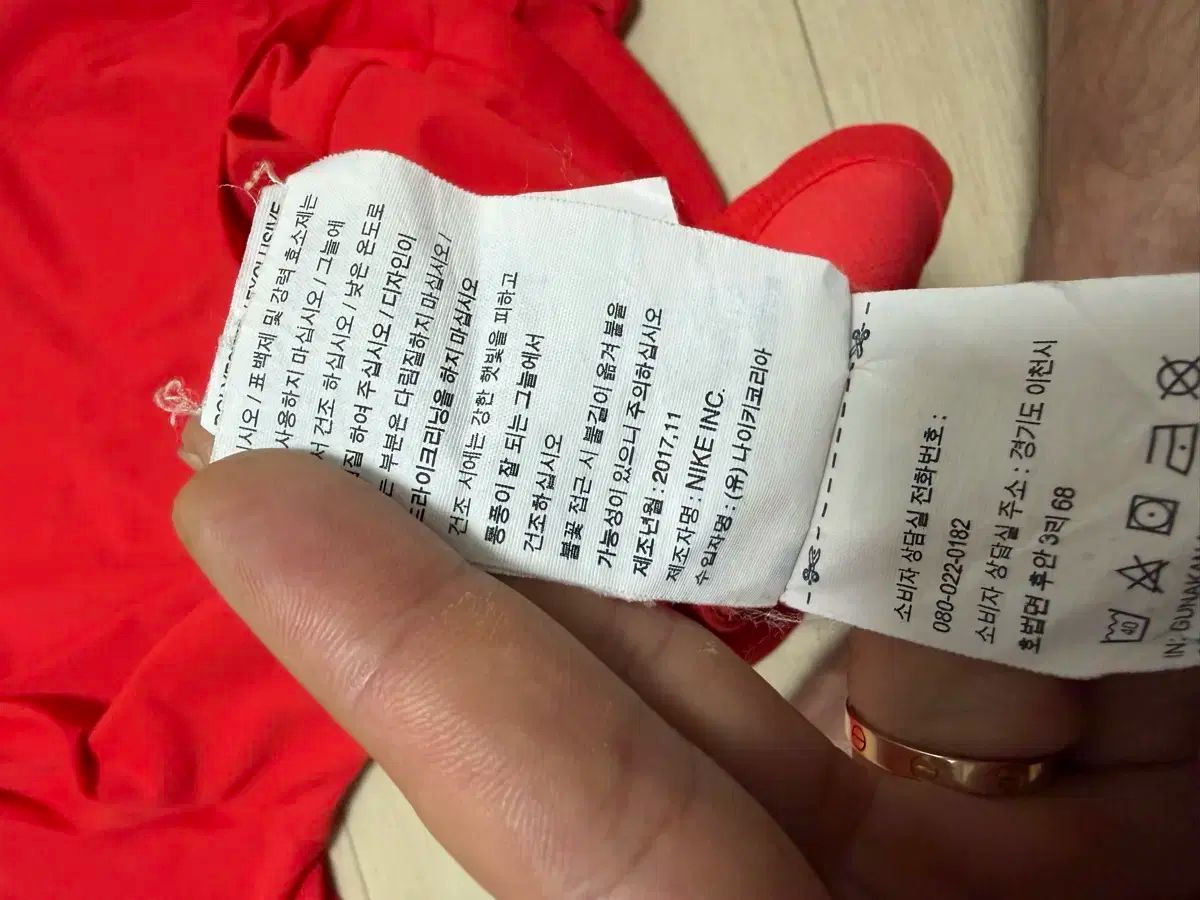 EXCLUSIVE
시오 / 표백제 및 강력 효소제는
사용하지 마십시오 / 그늘에
서 건조 하십시오 / 낮은 온도로
하여 주십시오 / 디자인이
부분은 다림질하지 마십시오 /
드라이크리닝을 하지 마십시오
건조 시에는 강한 햇빛을 피하고
통풍이 잘 되는 그늘에서
건조하십시오
불꽃 접근 시 불길이 옮겨 붙을
가능성이 있으니 주의하십시오
제조년월 : 2017.11
제조자명 : NIKE INC.
수입자명 : (유) 나이키코리아
소비자 상담실 전화번호 :
080-022-0182
소비자 상담실 주소 : 경기도 이천시
호법면 후안 3리 68
40
IN: GUNAKAN